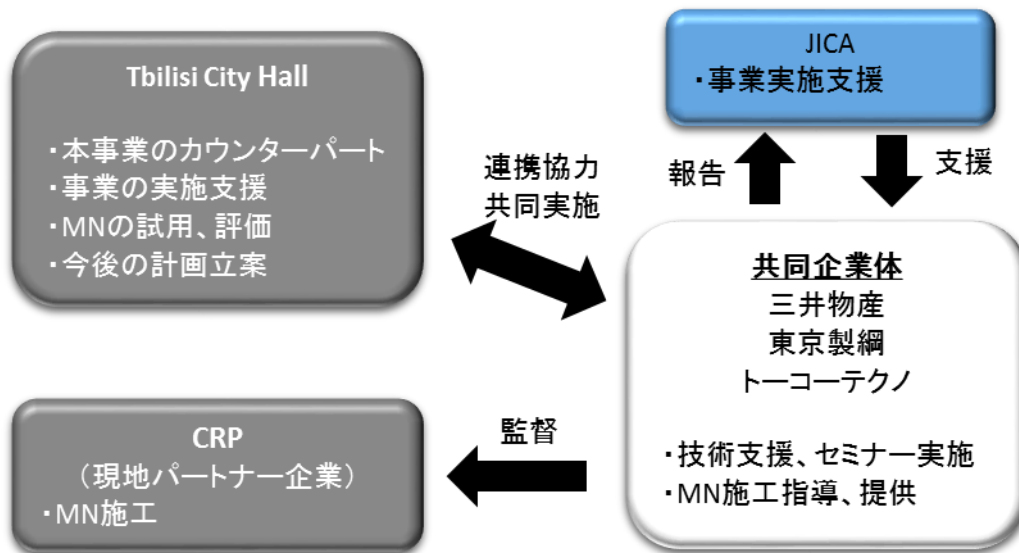 Tbilisi City Hall
・本事業のカウンターパート
・事業の実施支援
・MNの試用、評価
・今後の計画立案
連携協力
共同実施
JICA
・事業実施支援
報告
支援
共同企業体
三井物産
東京製綱
トーコーテクノ
・技術支援、セミナー実施
・MN施工指導、提供
監督
CRP
（現地パートナー企業）
・MN施工